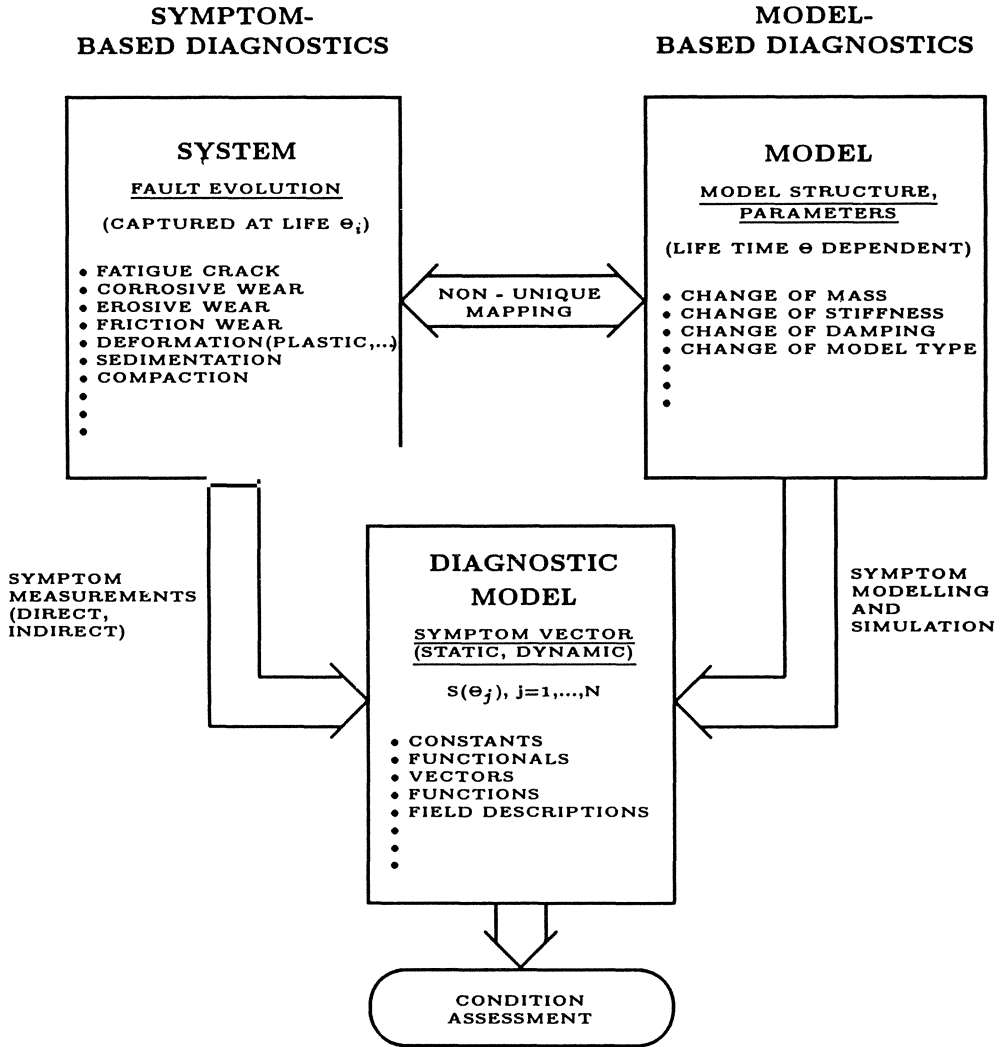 SYMPTOM-
BASED DIAGNOSTICS
MODEL-
BASED DIAGNOSTICS
SYSTEM
FAULT EVOLUTION
(CAPTURED AT LIFE Θi)
• FATIGUE CRACK
• CORROSIVE WEAR
• EROSIVE WEAR
• FRICTION WEAR
• DEFORMATION(PLASTIC,...)
• SEDIMENTATION
• COMPACTION
•
•
•
NON - UNIQUE
MAPPING
MODEL
MODEL STRUCTURE,
PARAMETERS
(LIFE TIME Θ DEPENDENT)
• CHANGE OF MASS
• CHANGE OF STIFFNESS
• CHANGE OF DAMPING
• CHANGE OF MODEL TYPE
•
•
•
SYMPTOM
MEASUREMENTS
(DIRECT,
INDIRECT)
DIAGNOSTIC
MODEL
SYMPTOM VECTOR
(STATIC, DYNAMIC)
S(Θj), j=1,...,N
• CONSTANTS
• FUNCTIONALS
• VECTORS
• FUNCTIONS
• FIELD DESCRIPTIONS
•
•
•
SYMPTOM
MODELLING
AND
SIMULATION
CONDITION
ASSESSMENT